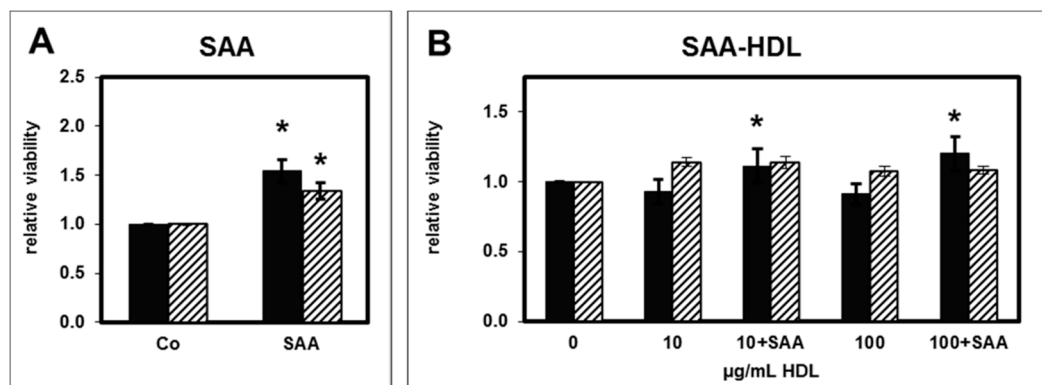 A
SAA
relative viability
2.5
2.0
1.5
1.0
0.5
0.0
*
*
Co
SAA
B
SAA-HDL
relative viability
1.5
1.0
0.5
0.0
*
*
0
10
10+SAA
100
100+SAA
µg/mL HDL